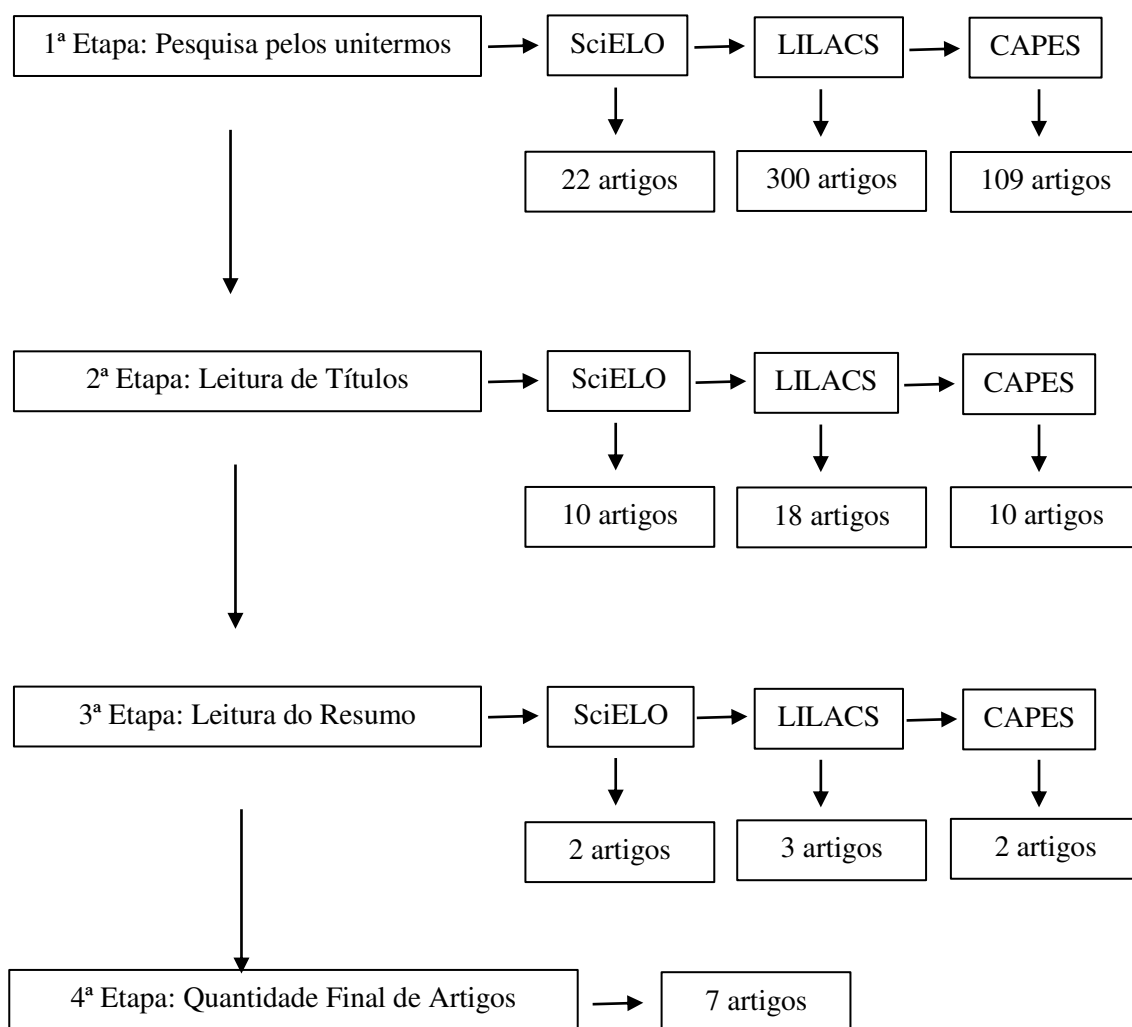 1ª Etapa: Pesquisa pelos unitermos
SciELO
LILACS
CAPES
22 artigos
300 artigos
109 artigos
2ª Etapa: Leitura de Títulos
SciELO
LILACS
CAPES
10 artigos
18 artigos
10 artigos
3ª Etapa: Leitura do Resumo
SciELO
LILACS
CAPES
2 artigos
3 artigos
2 artigos
4ª Etapa: Quantidade Final de Artigos
7 artigos